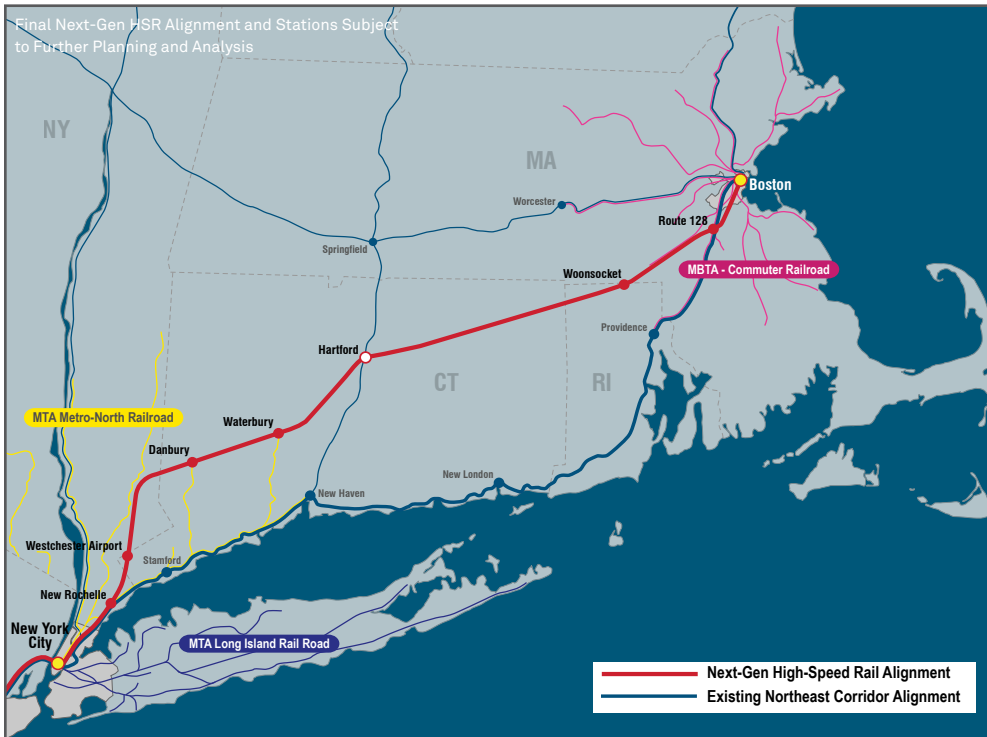 Final Next-Gen HSR Alignment and Stations Subject
to Further Planning and Analysis
NY
MA
Boston
Worcester
Route 128
Springfield
MBTA - Commuter Railroad
Woonsocket
Providence
Hartford
CT
RI
MTA Metro-North Railroad
Waterbury
Danbury
New London
New Haven
Westchester Airport
Stamford
New Rochelle
New York
City
MTA Long Island Rail Road
Next-Gen High-Speed Rail Alignment
Existing Northeast Corridor Alignment